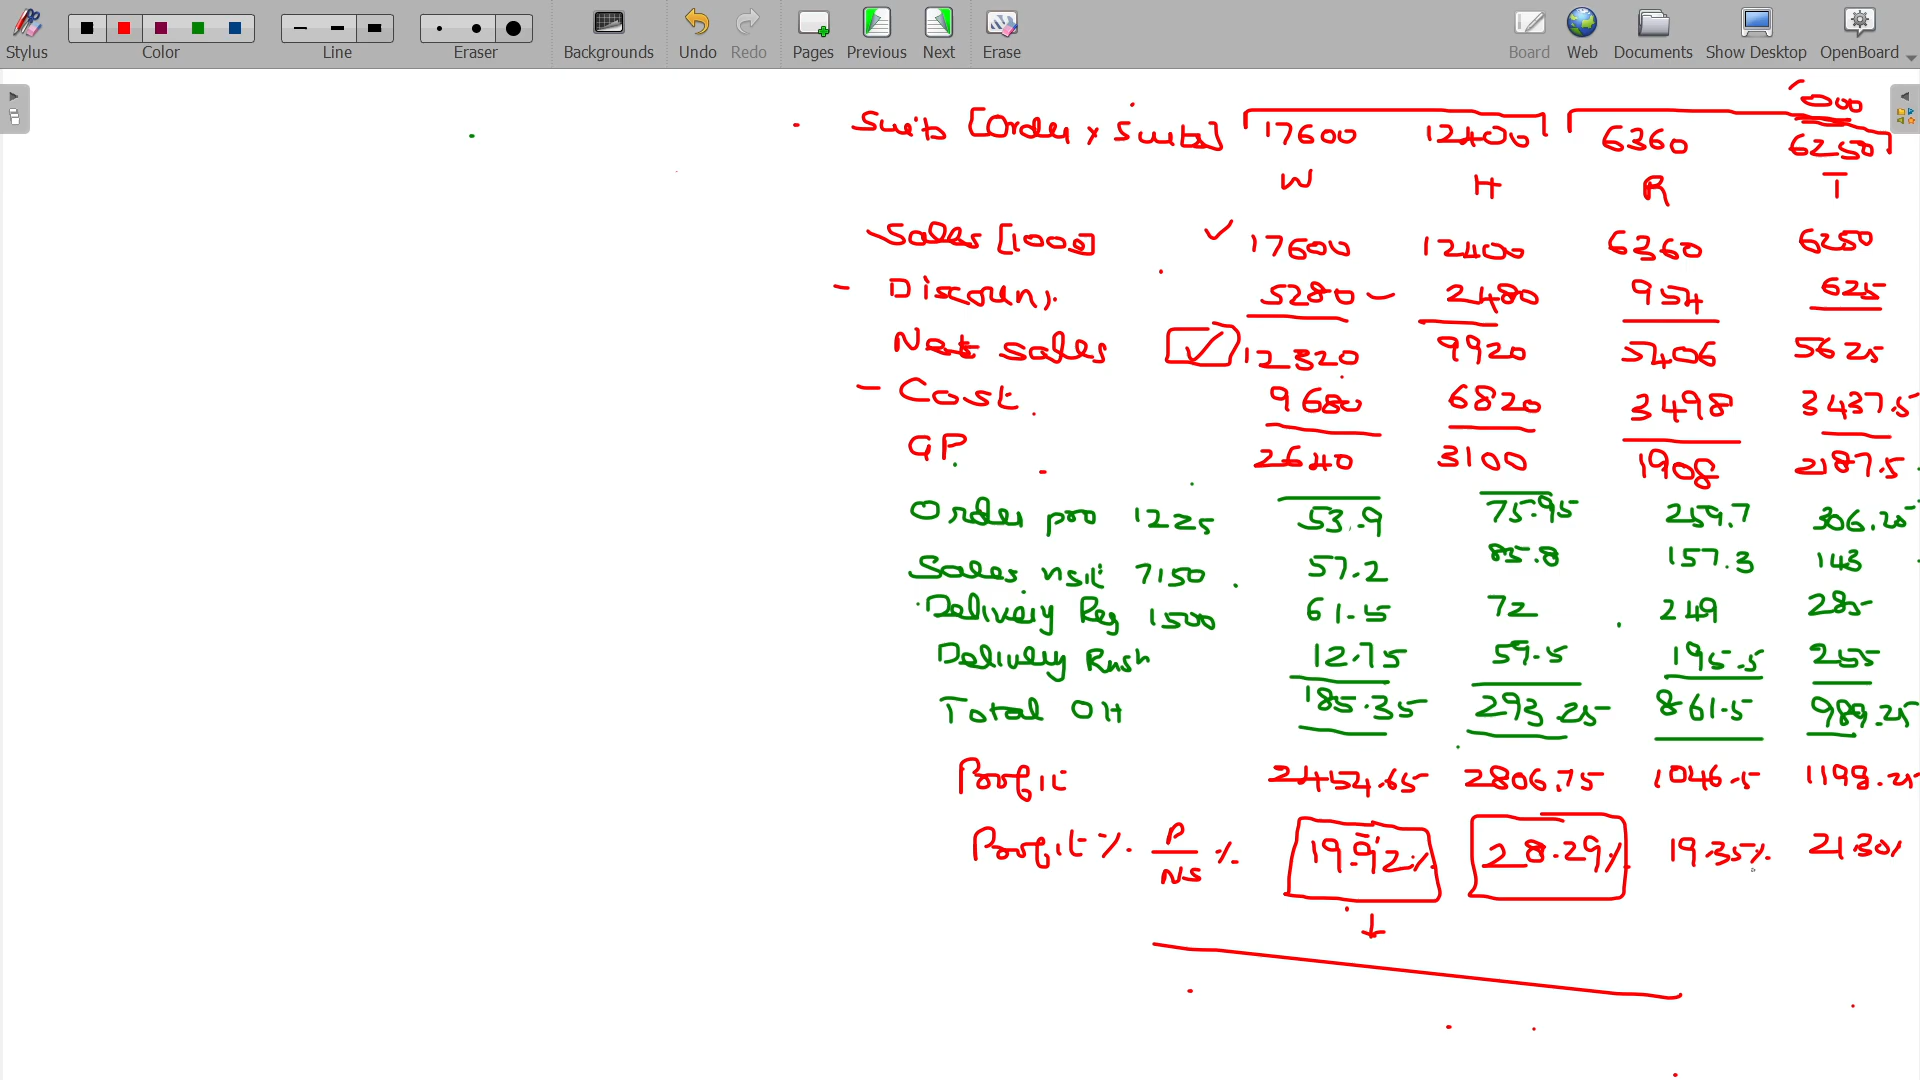 Stylus Color Line Eraser Backgrounds Undo Redo Pages Previous Next Erase Board Web Documents Show Desktop OpenBoard
'000
Suits [Order x Suits] 17600 12400 6360 6250
W H R T
Sales [1000] ✓ 17600 12400 6360 6250
- Discount 5280 - 2480 954 625
Net sales ✓ 12320 9920 5406 5625
- Cost 9680 6820 3498 3437.5
GP 2640 3100 1908 2187.5
Order pro 1225 53.9 75.95 259.7 306.25
Sales visit 7150 57.2 85.8 157.3 143
Delivery Reg 1500 61.5 72 249 285
Delivery Rush 12.75 59.5 195.5 255
Total OH 185.35 293.25 861.5 989.25
Profit 2454.65 2806.75 1046.5 1198.25
Profit % P/NS % 19.92% 28.29% 19.35% 21.30%